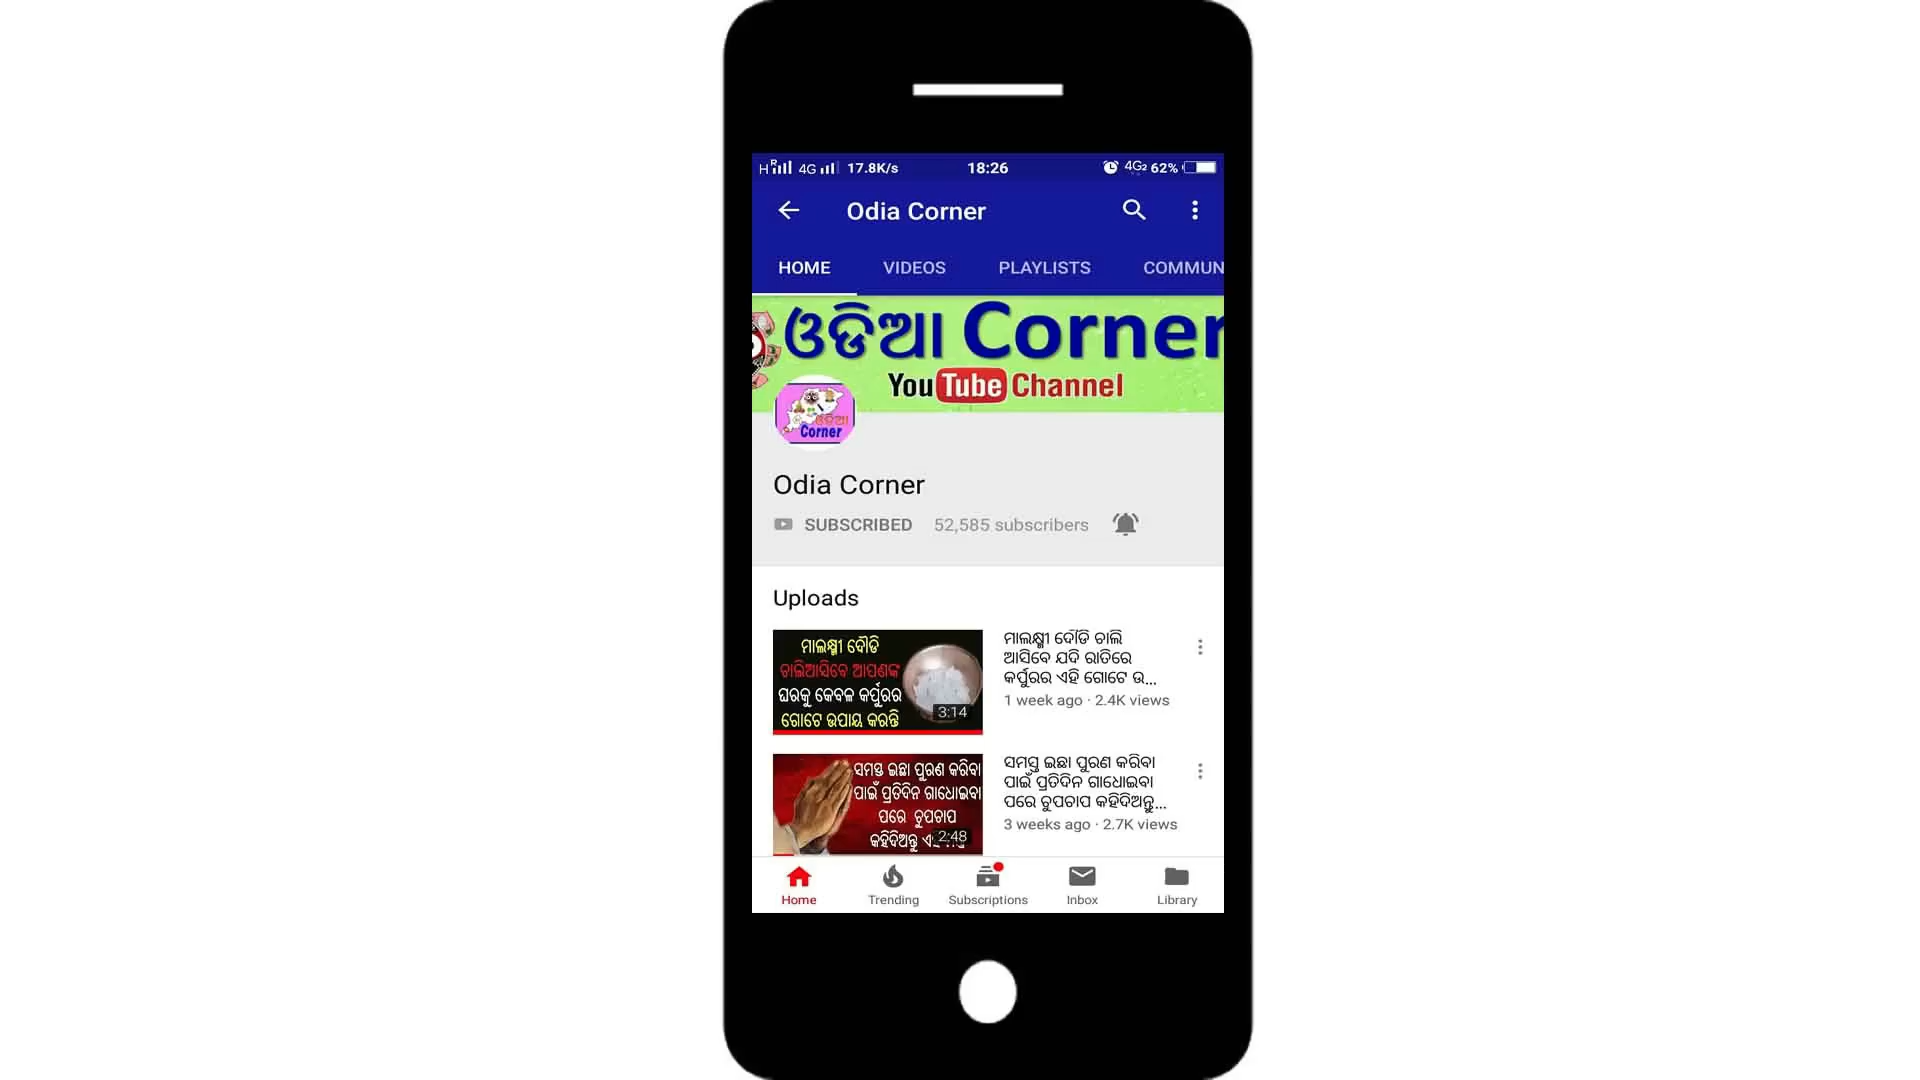 H R 4G 17.8K/s 18:26 4G2 62%
Odia Corner
HOME VIDEOS PLAYLISTS COMMUN
ଓଡିଆ Corner
YouTube Channel
ଓଡିଆ
Corner
Odia Corner
SUBSCRIBED 52,585 subscribers
Uploads
ମାଲକ୍ଷ୍ମୀ ଦୌଡି
ଚାଲିଆସିବେ ଆପଣଙ୍କ
ଘରକୁ କେବଳ କର୍ପୁରର
ଗୋଟେ ଉପାୟ କରନ୍ତି
3:14
ମାଲକ୍ଷ୍ମୀ ଦୌଡି ଚାଲି
ଆସିବେ ଯଦି ରାତିରେ
କର୍ପୁରର ଏହି ଗୋଟେ ଉ...
1 week ago · 2.4K views
ସମସ୍ତ ଇଛା ପୁରଣ କରିବା
ପାଇଁ ପ୍ରତିଦିନ ଗାଧୋଇବା
ପରେ ଚୁପଚାପ
କହିଦିଅନ୍ତୁ
2:48
ସମସ୍ତ ଇଛା ପୁରଣ କରିବା
ପାଇଁ ପ୍ରତିଦିନ ଗାଧୋଇବା
ପରେ ଚୁପଚାପ କହିଦିଅନ୍ତୁ...
3 weeks ago · 2.7K views
Home Trending Subscriptions Inbox Library